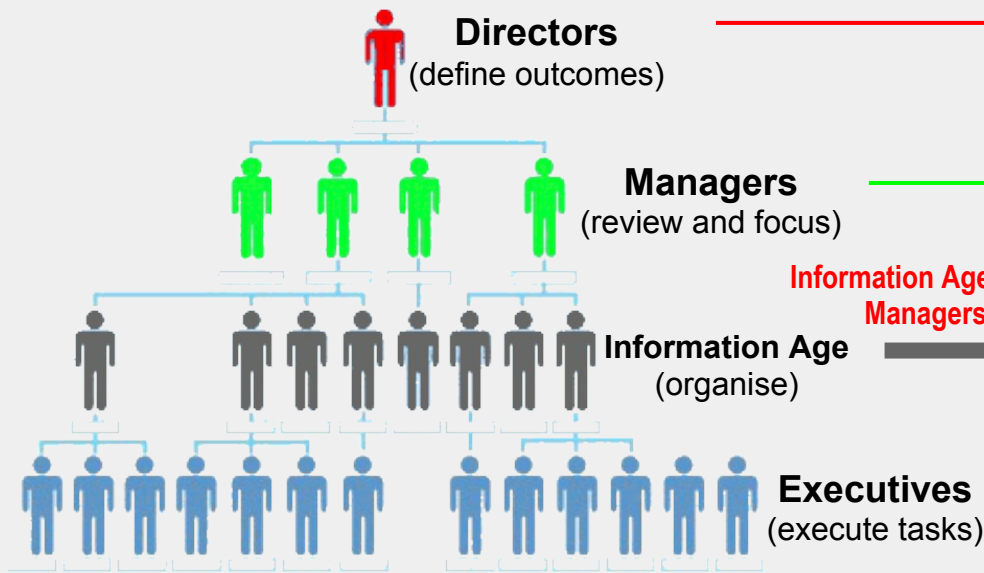 Directors
(define outcomes)
Managers
(review and focus)
Information Age
Managers
Information Age
(organise)
Executives
(execute tasks)